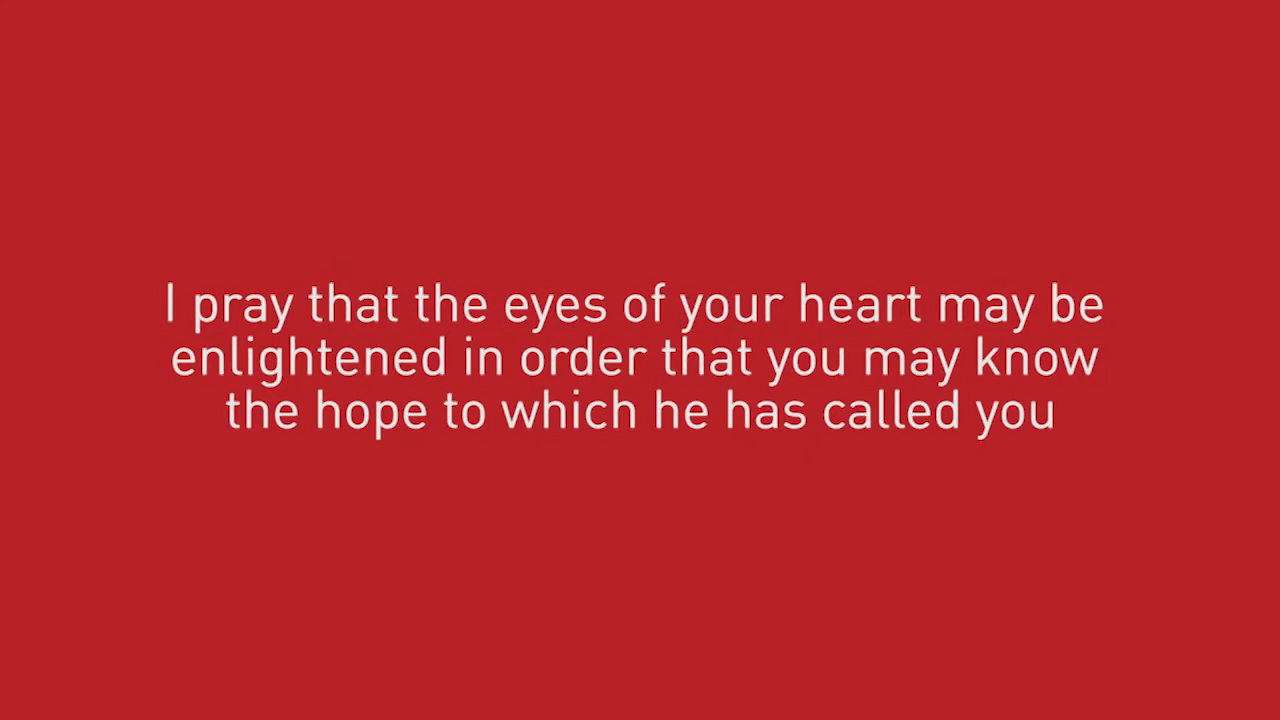 I pray that the eyes of your heart may be
enlightened in order that you may know
the hope to which he has called you